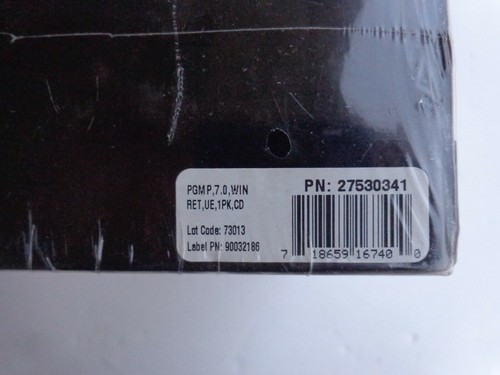 PGMP,7.0,WIN
RET,UE,1PK,CD
Lot Code: 73013
Label PN: 90032186
PN: 27530341
7 18659 16740 0